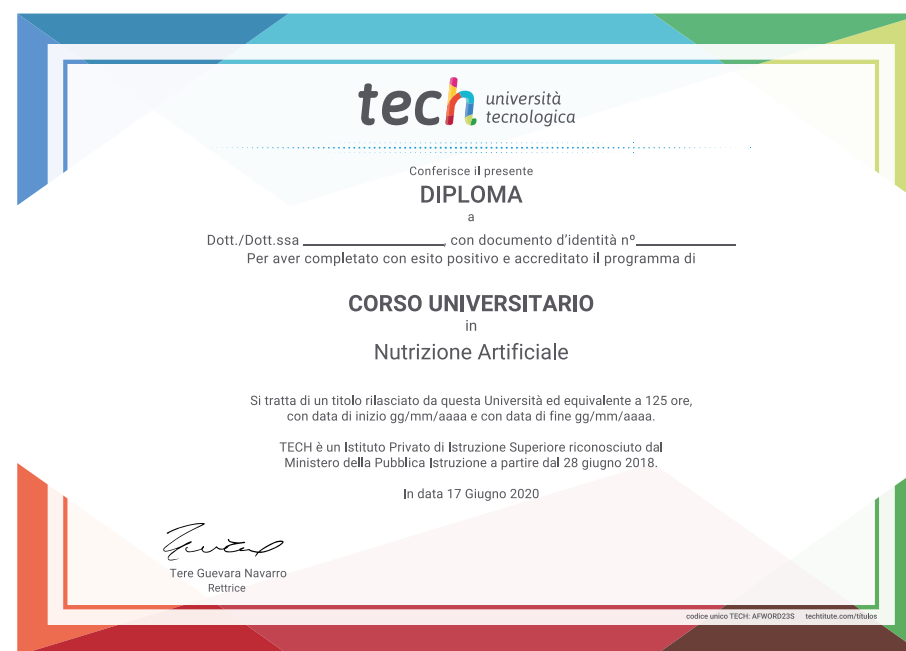 tech università
tecnologica
Conferisce il presente
DIPLOMA
a
Dott./Dott.ssa ____________, con documento d'identità nº__________
Per aver completato con esito positivo e accreditato il programma di
CORSO UNIVERSITARIO
in
Nutrizione Artificiale
Si tratta di un titolo rilasciato da questa Università ed equivalente a 125 ore,
con data di inizio gg/mm/aaaa e con data di fine gg/mm/aaaa.
TECH è un Istituto Privato di Istruzione Superiore riconosciuto dal
Ministero della Pubblica Istruzione a partire dal 28 giugno 2018.
In data 17 Giugno 2020
Tere Guevara Navarro
Rettrice
codice unico TECH: AFWORD23S techtitute.com/titulos